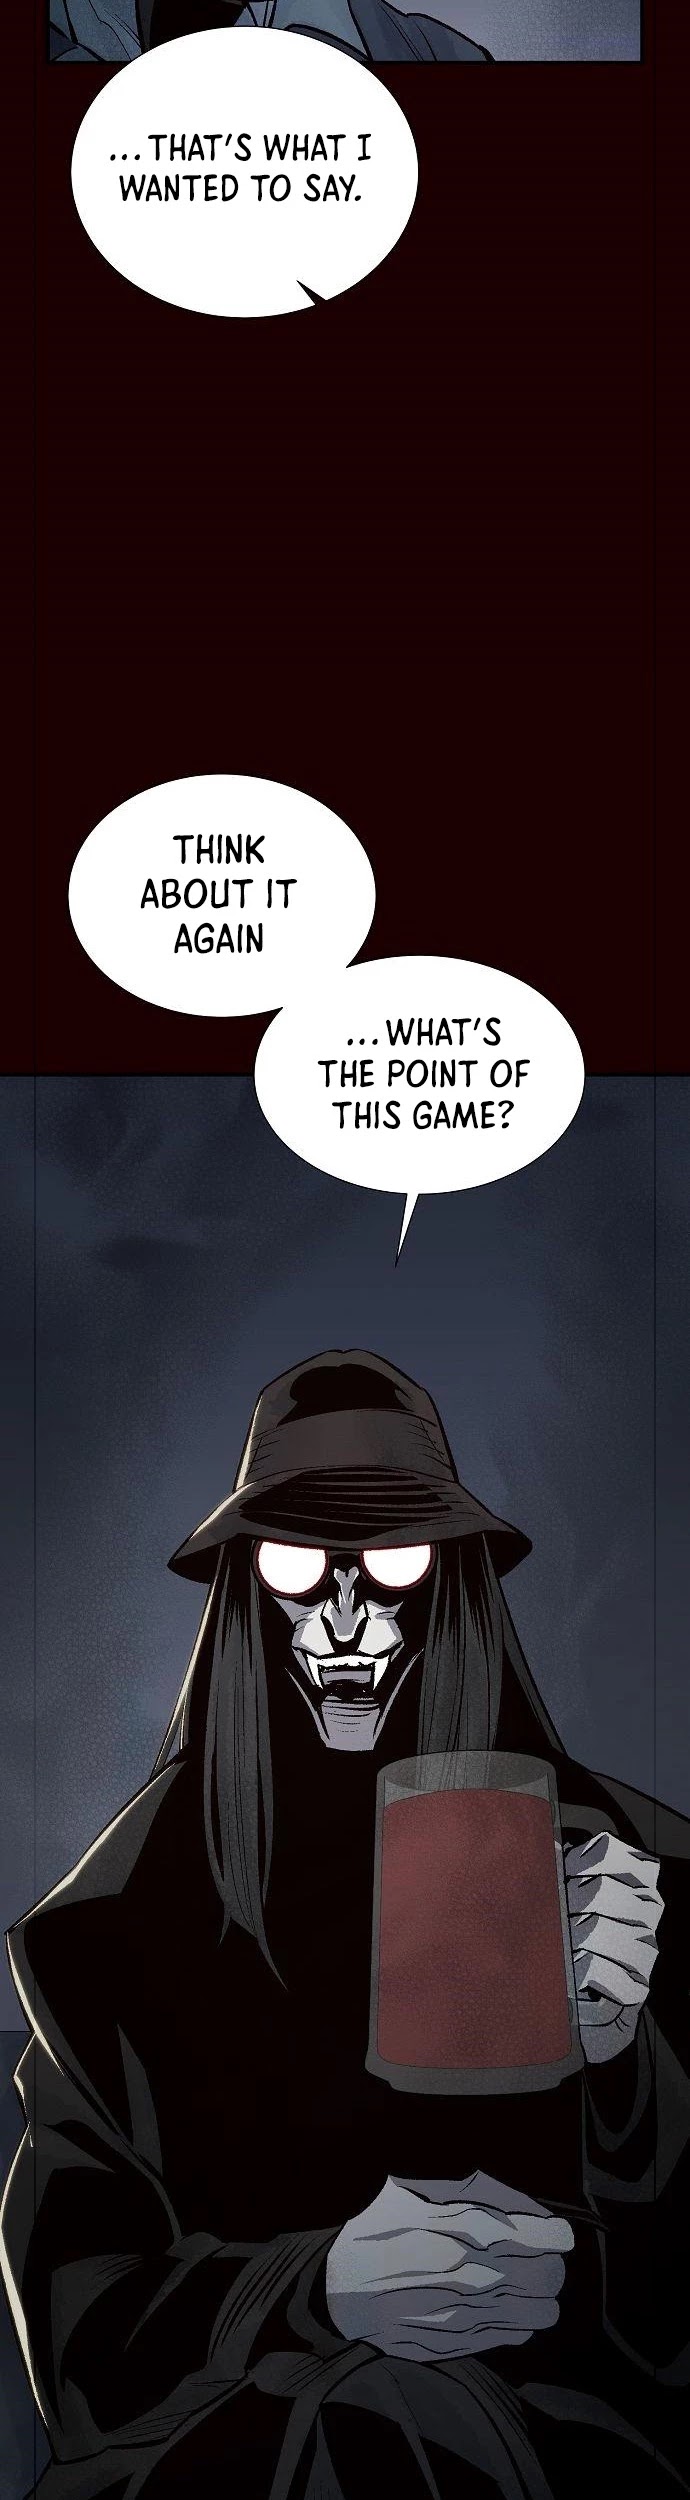 ...THAT'S WHAT I
WANTED TO SAY.
THINK
ABOUT IT
AGAIN
...WHAT'S
THE POINT OF
THIS GAME?